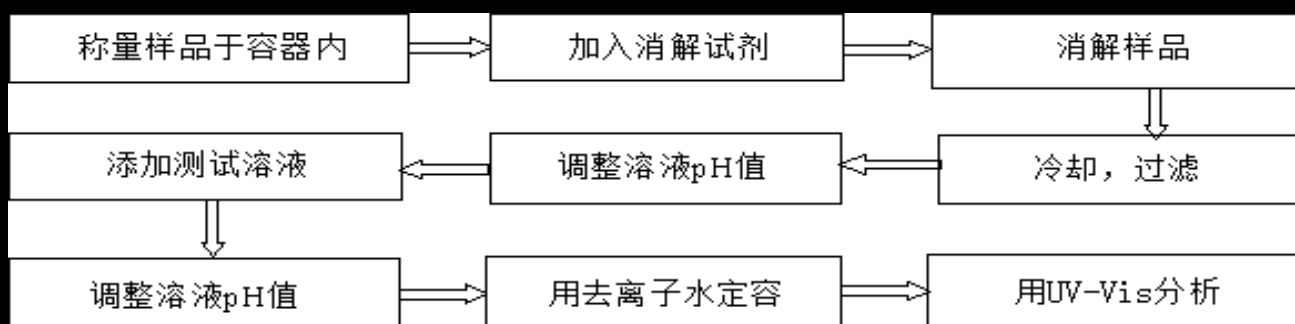 称量样品于容器内
加入消解试剂
消解样品
冷却，过滤
调整溶液pH值
添加测试溶液
调整溶液pH值
用去离子水定容
用UV-Vis分析